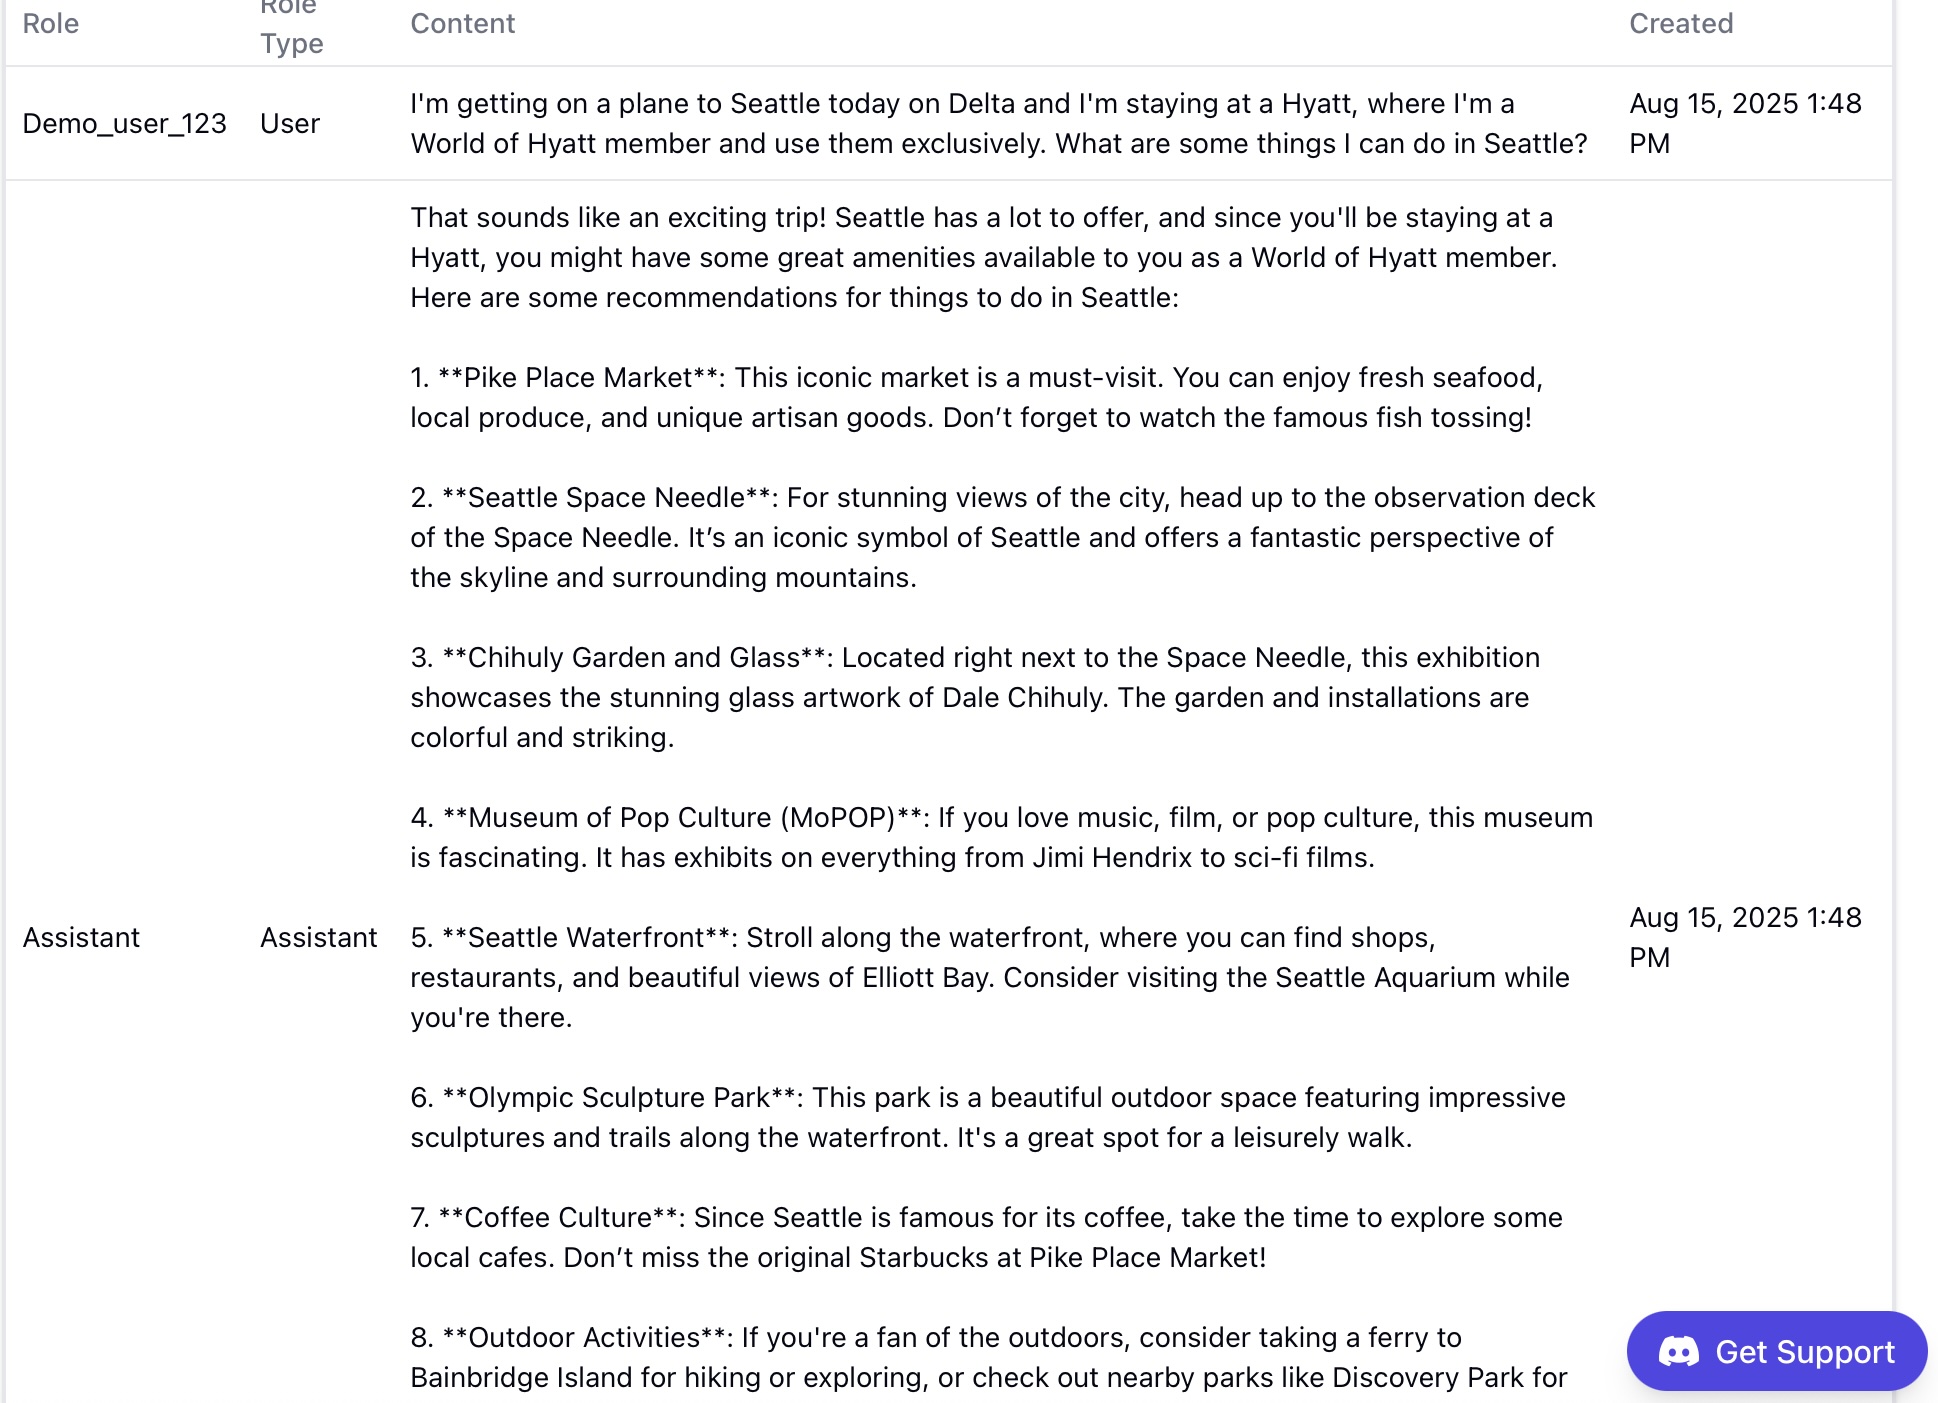 Role
Role
Type
Content
Created
Demo_user_123
User
I'm getting on a plane to Seattle today on Delta and I'm staying at a Hyatt, where I'm a
World of Hyatt member and use them exclusively. What are some things I can do in Seattle?
Aug 15, 2025 1:48
PM
Assistant
Assistant
That sounds like an exciting trip! Seattle has a lot to offer, and since you'll be staying at a
Hyatt, you might have some great amenities available to you as a World of Hyatt member.
Here are some recommendations for things to do in Seattle:
1. **Pike Place Market**: This iconic market is a must-visit. You can enjoy fresh seafood,
local produce, and unique artisan goods. Don’t forget to watch the famous fish tossing!
2. **Seattle Space Needle**: For stunning views of the city, head up to the observation deck
of the Space Needle. It’s an iconic symbol of Seattle and offers a fantastic perspective of
the skyline and surrounding mountains.
3. **Chihuly Garden and Glass**: Located right next to the Space Needle, this exhibition
showcases the stunning glass artwork of Dale Chihuly. The garden and installations are
colorful and striking.
4. **Museum of Pop Culture (MoPOP)**: If you love music, film, or pop culture, this museum
is fascinating. It has exhibits on everything from Jimi Hendrix to sci-fi films.
5. **Seattle Waterfront**: Stroll along the waterfront, where you can find shops,
restaurants, and beautiful views of Elliott Bay. Consider visiting the Seattle Aquarium while
you're there.
6. **Olympic Sculpture Park**: This park is a beautiful outdoor space featuring impressive
sculptures and trails along the waterfront. It's a great spot for a leisurely walk.
7. **Coffee Culture**: Since Seattle is famous for its coffee, take the time to explore some
local cafes. Don’t miss the original Starbucks at Pike Place Market!
8. **Outdoor Activities**: If you're a fan of the outdoors, consider taking a ferry to
Bainbridge Island for hiking or exploring, or check out nearby parks like Discovery Park for
Aug 15, 2025 1:48
PM
Get Support